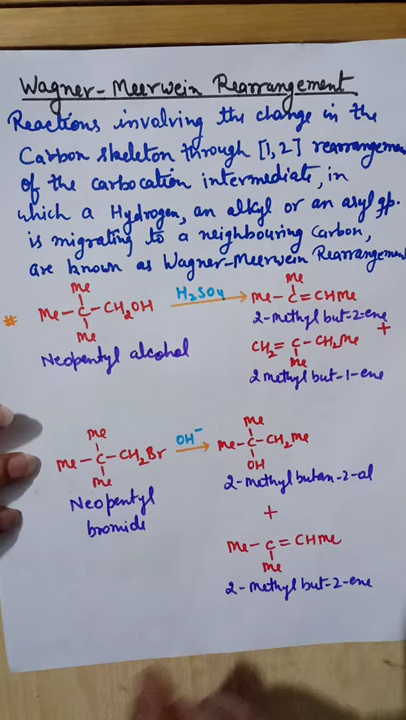 Wagner-Meerwein Rearrangement
Reactions involving the change in the
Carbon skeleton through [1,2] rearrangemen
of the carbocation intermediate, in
which a Hydrogen, an alkyl or an aryl gp.
is migrating to a neighbouring carbon,
are known as Wagner-Meerwein Rearrangement
Me
# Me-C-CH₂OH H₂SO₄ → Me-C=CHMe
Me
Me
Neopentyl alcohol
2-methyl but-2-ene
+
CH₂=C-CH₂Me
Me
2 methyl but-1-ene
Me
Me-C-CH₂Br OH⁻ → Me-C-CH₂Me
Me
Me
OH
Neopentyl
bromide
2-methyl butan-2-al
+
Me-C=CHMe
Me
2-methyl but-2-ene